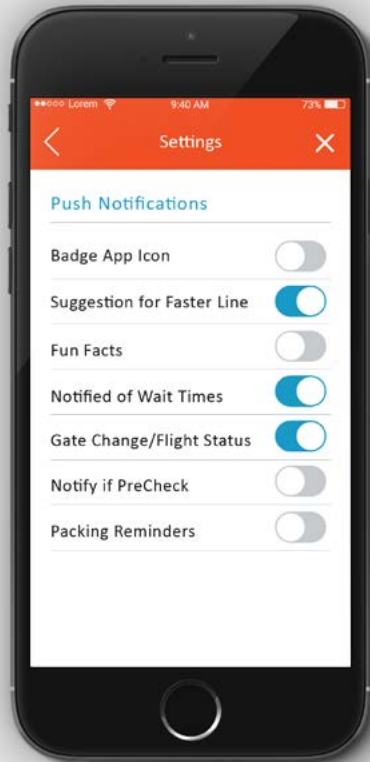 Lorem 9:40 AM 73%
Settings
Push Notifications
Badge App Icon
Suggestion for Faster Line
Fun Facts
Notified of Wait Times
Gate Change/Flight Status
Notify if PreCheck
Packing Reminders